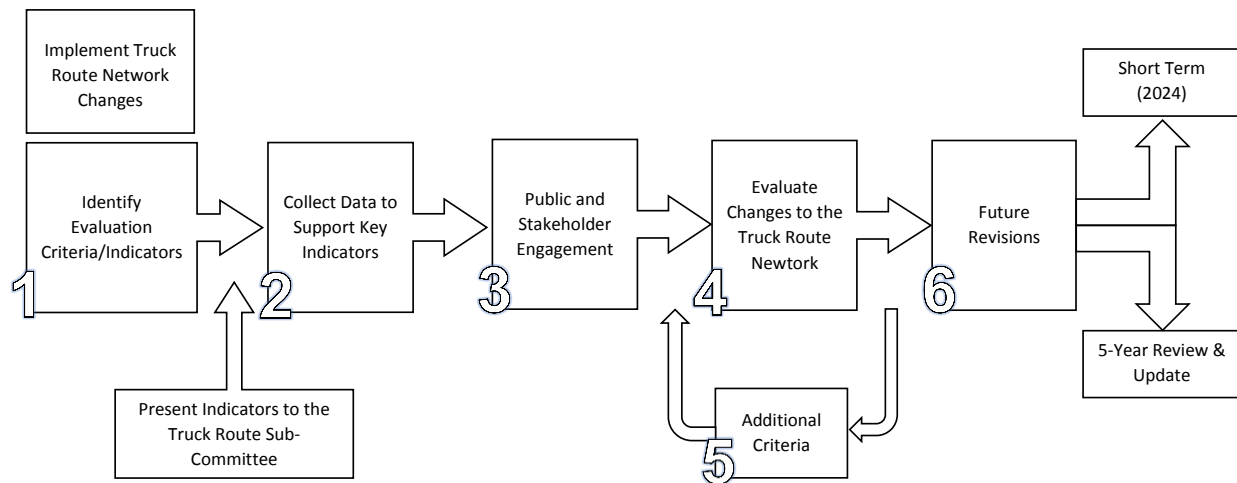 Implement Truck
Route Network
Changes
Identify
Evaluation
Criteria/Indicators
1
Collect Data to
Support Key
Indicators
2
Public and
Stakeholder
Engagement
3
Evaluate
Changes to the
Truck Route
Newtork
4
Future
Revisions
6
Short Term
(2024)
5-Year Review &
Update
Present Indicators to the
Truck Route Sub-
Committee
Additional
Criteria
5